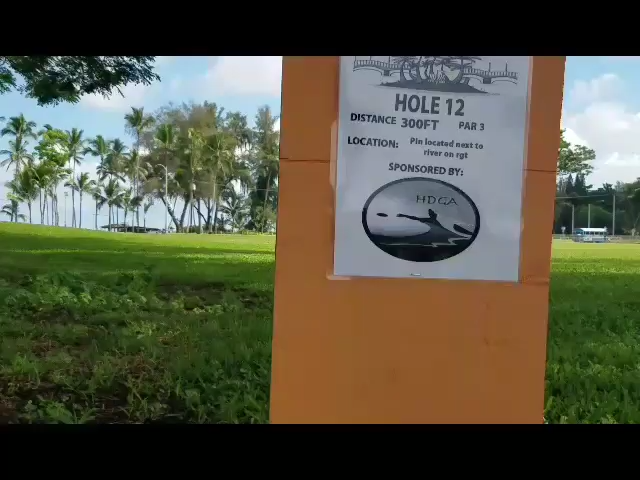 HOLE 12
DISTANCE 300FT PAR 3
LOCATION: Pin located next to
river on rgt
SPONSORED BY:
HDGA